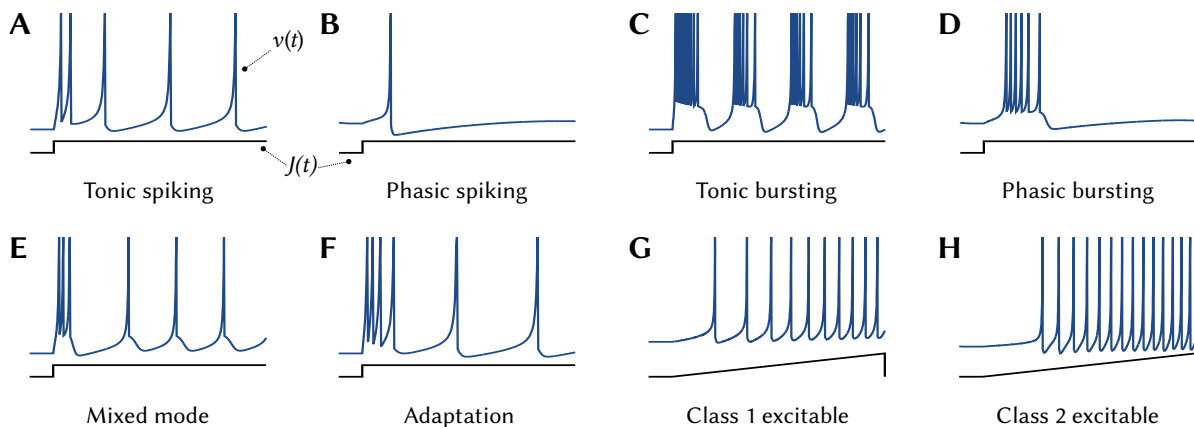 A
B
C
D
v(t)
J(t)
Tonic spiking
Phasic spiking
Tonic bursting
Phasic bursting
E
F
G
H
Mixed mode
Adaptation
Class 1 excitable
Class 2 excitable